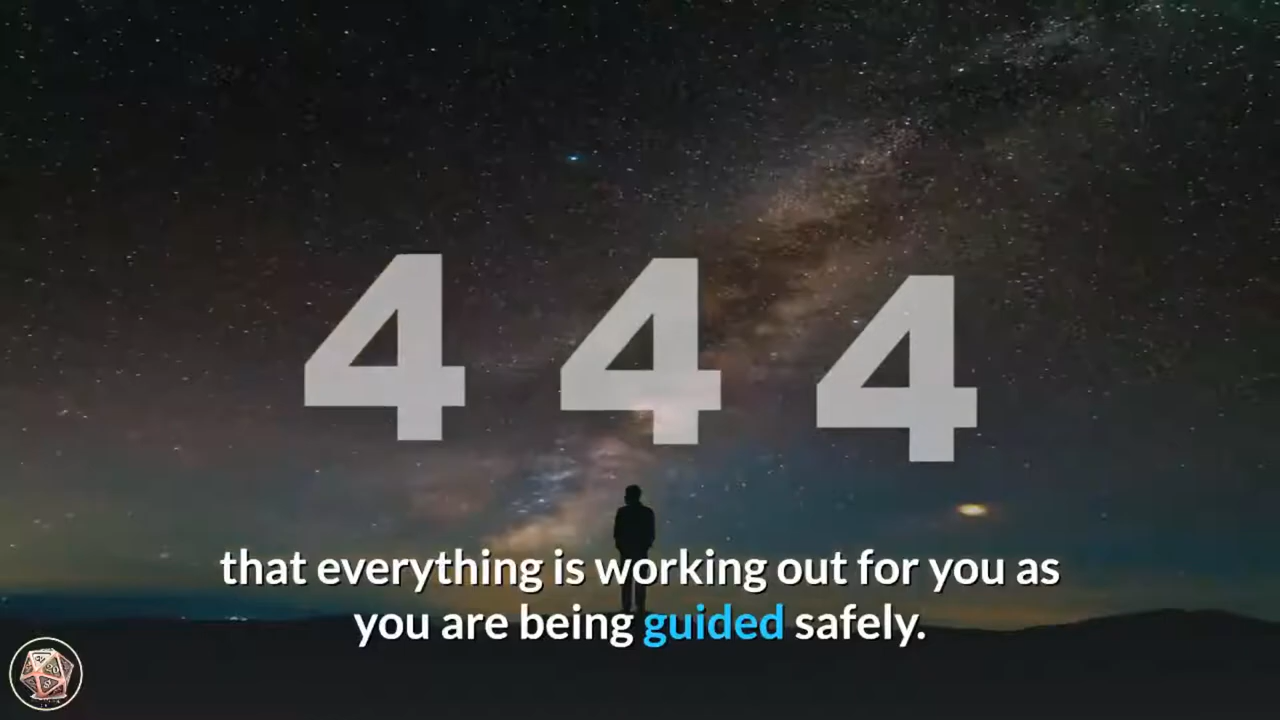 4 4 4
that everything is working out for you as
you are being guided safely.